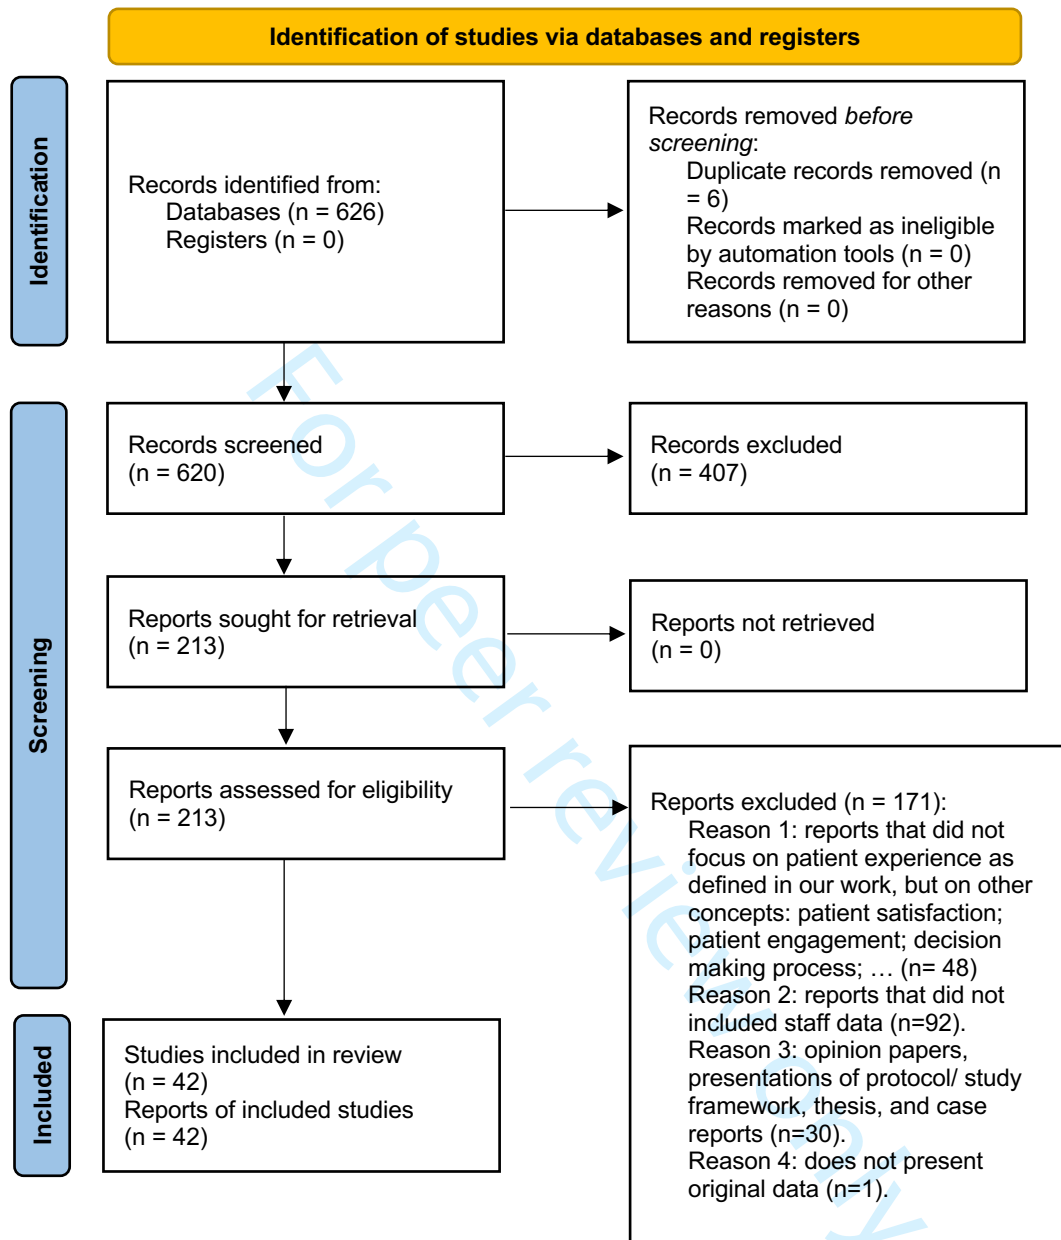 Identification of studies via databases and registers
Identification
Records identified from:
Databases (n = 626)
Registers (n = 0)
Records removed before
screening:
Duplicate records removed (n
= 6)
Records marked as ineligible
by automation tools (n = 0)
Records removed for other
reasons (n = 0)
Screening
Records screened
(n = 620)
Records excluded
(n = 407)
Reports sought for retrieval
(n = 213)
Reports not retrieved
(n = 0)
Reports assessed for eligibility
(n = 213)
Reports excluded (n = 171):
Reason 1: reports that did not
focus on patient experience as
defined in our work, but on other
concepts: patient satisfaction;
patient engagement; decision
making process; … (n= 48)
Reason 2: reports that did not
included staff data (n=92).
Reason 3: opinion papers,
presentations of protocol/ study
framework, thesis, and case
reports (n=30).
Reason 4: does not present
original data (n=1).
Included
Studies included in review
(n = 42)
Reports of included studies
(n = 42)
For peer review only